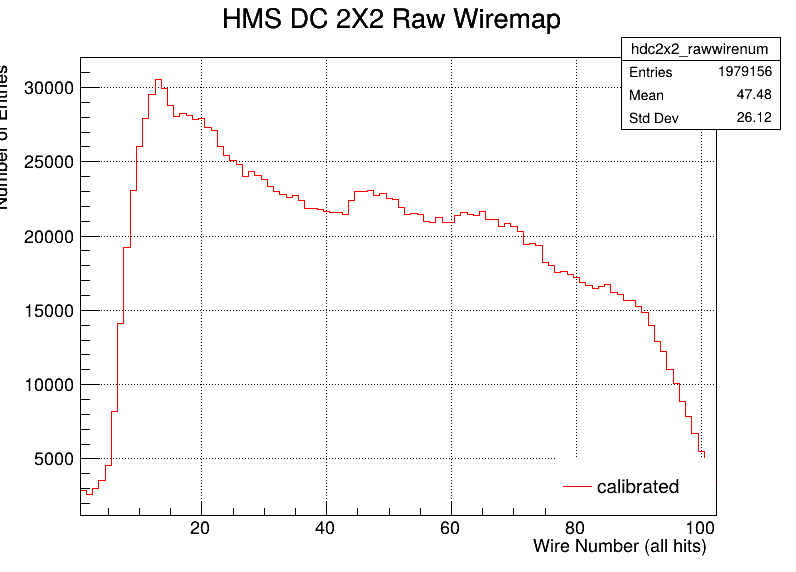 HMS DC 2X2 Raw Wiremap
hdc2x2_rawwirenum
Entries 1979156
Mean 47.48
Std Dev 26.12
Number of Entries
30000
25000
20000
15000
10000
5000
calibrated
20 40 60 80 100
Wire Number (all hits)